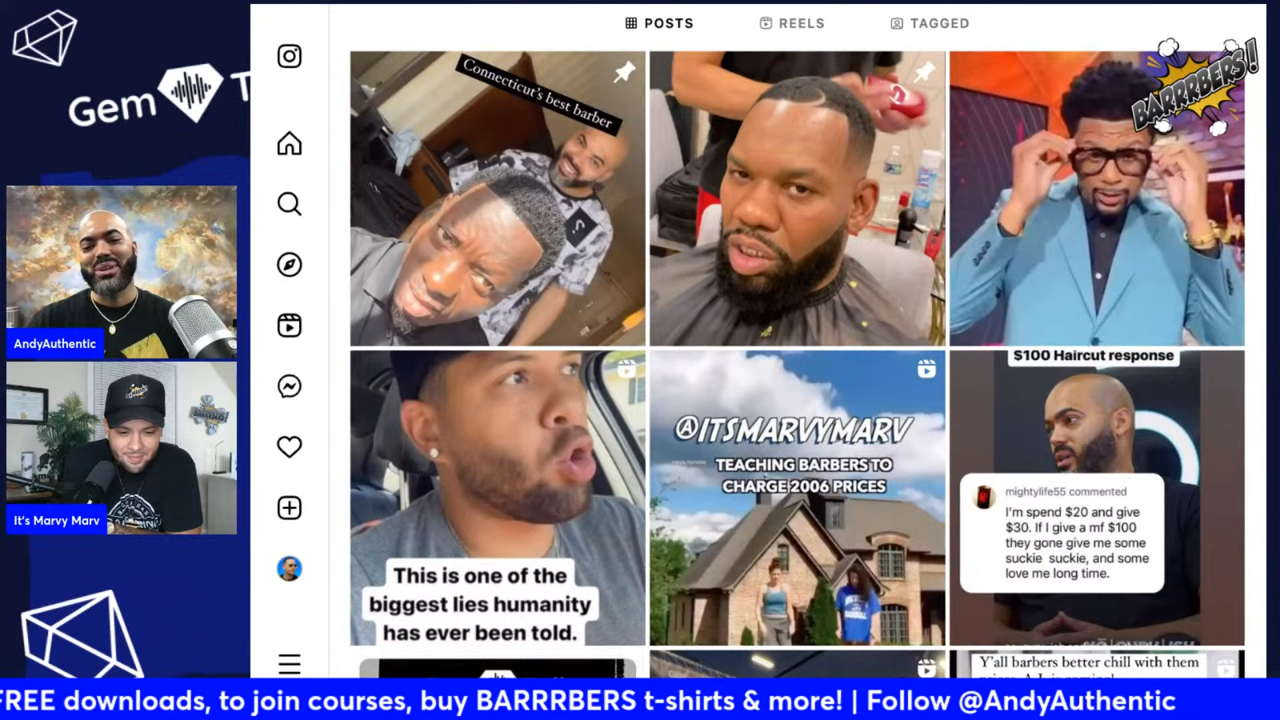 POSTS
REELS
TAGGED
Gem T
BARRRBERS!
Connecticut's best barber
AndyAuthentic
It's Marvy Marv
This is one of the
biggest lies humanity
has ever been told.
@ITSMARVYMARV
TEACHING BARBERS TO
CHARGE 2006 PRICES
$100 Haircut response
mightylife55 commented
I'm spend $20 and give
$30. If I give a mf $100
they gone give me some
suckie suckie, and some
love me long time.
Y'all barbers better chill with them
FREE downloads, to join courses, buy BARRRBERS t-shirts & more! | Follow @AndyAuthentic